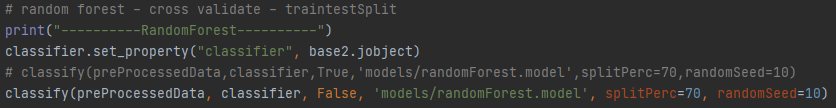 # random forest - cross validate - traintestSplit
print("----------RandomForest----------")
classifier.set_property("classifier", base2.jobject)
# classify(preProcessedData,classifier,True,'models/randomForest.model',splitPerc=70,randomSeed=10)
classify(preProcessedData, classifier, False, 'models/randomForest.model', splitPerc=70, randomSeed=10)